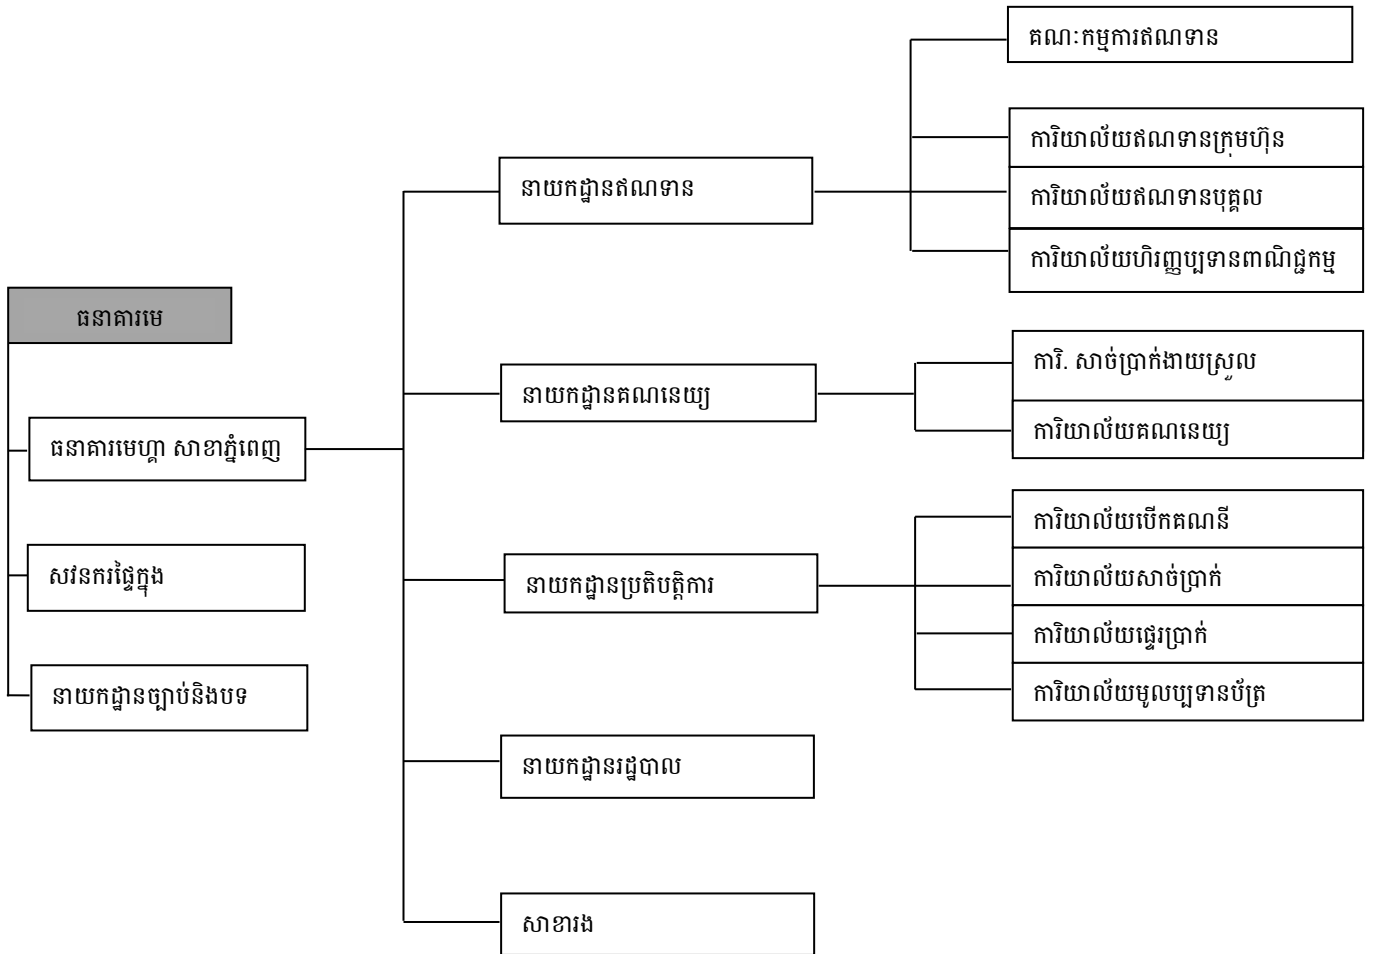 គណៈកម្មការឥណទាន
ការិយាល័យឥណទានក្រុមហ៊ុន
នាយកដ្ឋានឥណទាន
ការិយាល័យឥណទានបុគ្គល
ការិយាល័យហិរញ្ញប្បទានពាណិជ្ជកម្ម
ធនាគារមេ
ការិ. សាច់ប្រាក់ងាយស្រួល
នាយកដ្ឋានគណនេយ្យ
ការិយាល័យគណនេយ្យ
ធនាគារមេហ្គា សាខាភ្នំពេញ
ការិយាល័យបើកគណនី
សវនករផ្ទៃក្នុង
នាយកដ្ឋានប្រតិបត្តិការ
ការិយាល័យសាច់ប្រាក់
ការិយាល័យផ្ទេរប្រាក់
នាយកដ្ឋានច្បាប់និងបទ
ការិយាល័យមូលប្បទានប័ត្រ
នាយកដ្ឋានរដ្ឋបាល
សាខារង